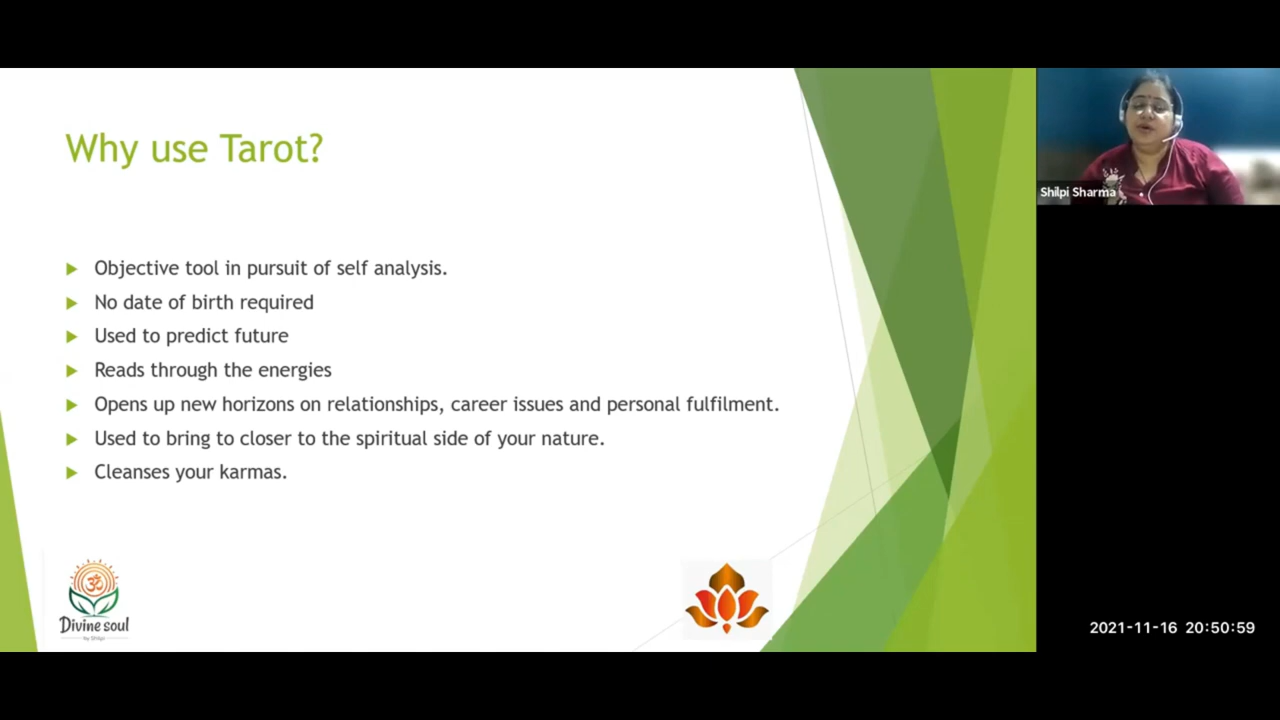 Why use Tarot?
Objective tool in pursuit of self analysis.
No date of birth required
Used to predict future
Reads through the energies
Opens up new horizons on relationships, career issues and personal fulfilment.
Used to bring to closer to the spiritual side of your nature.
Cleanses your karmas.
ॐ
Divine soul
by Shilpi
Shilpi Sharma
2021-11-16 20:50:59